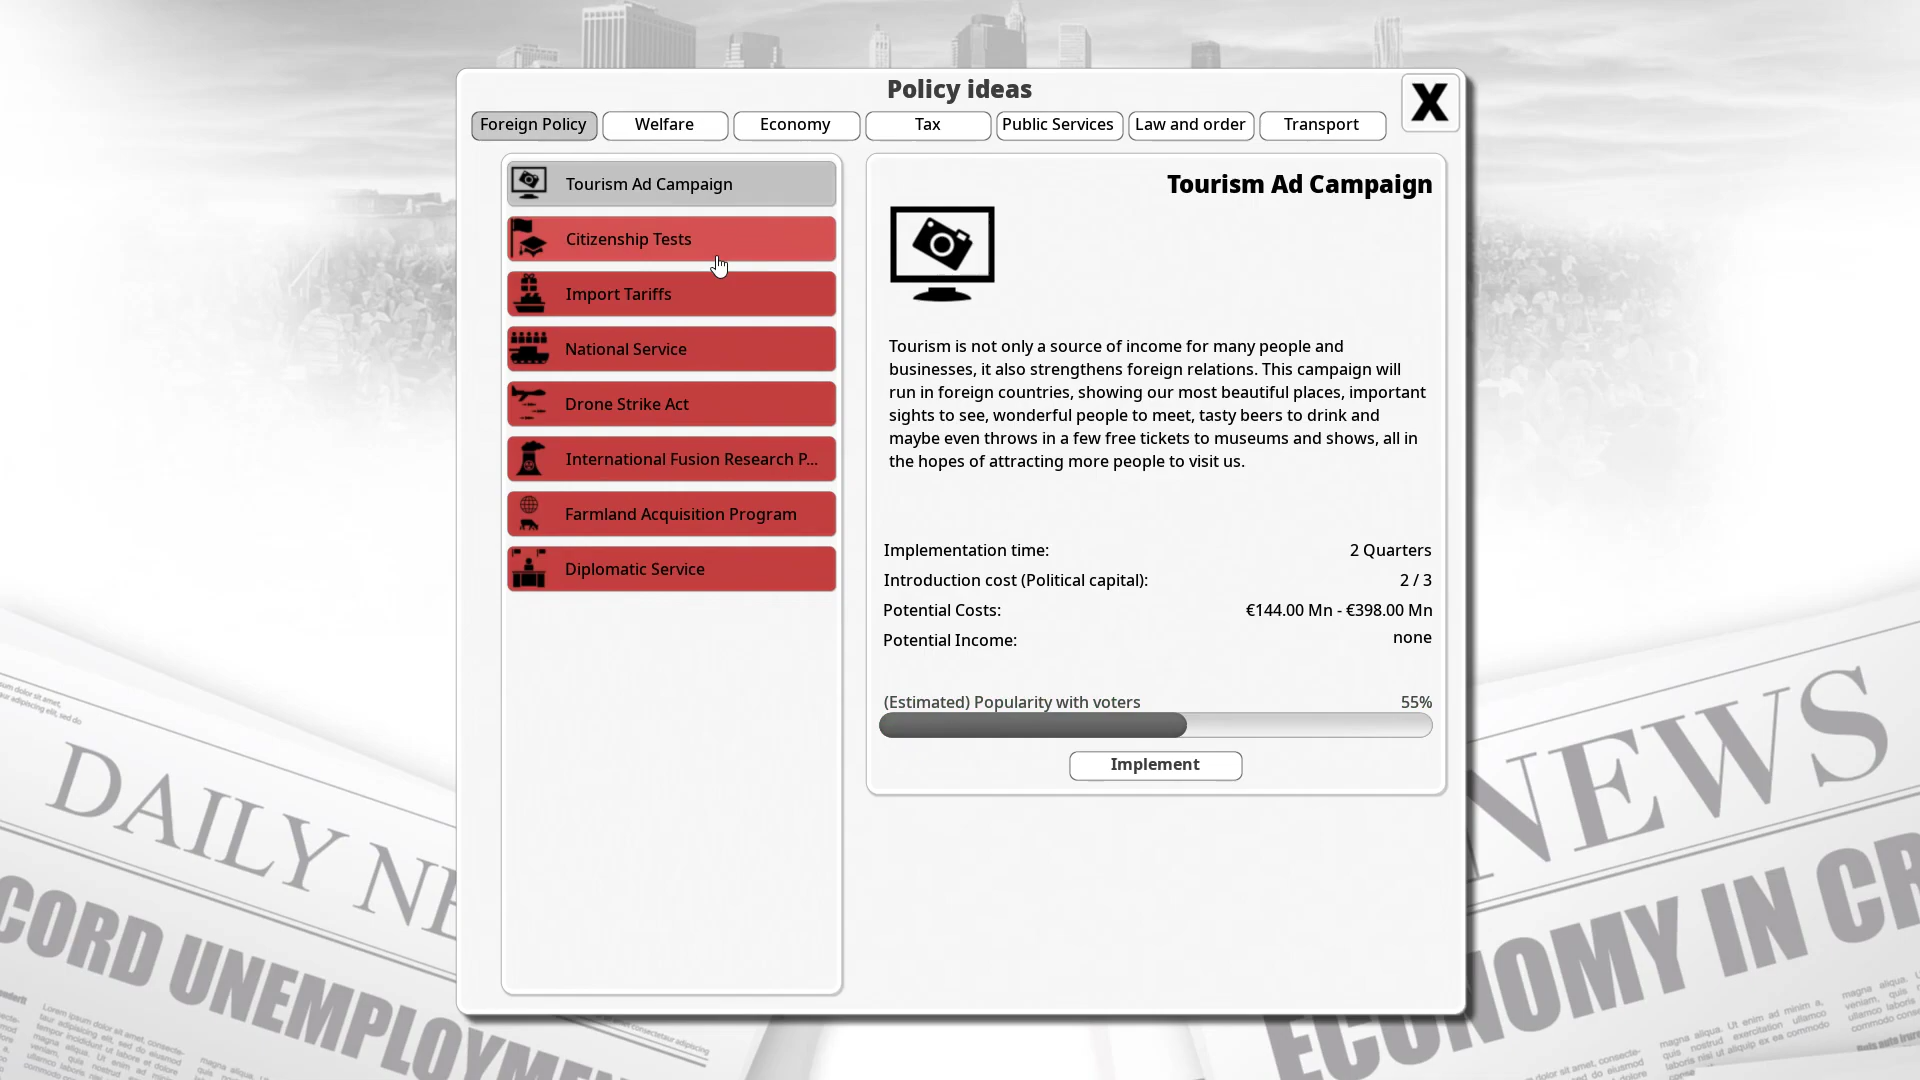 Policy ideas
X
Foreign Policy
Welfare
Economy
Tax
Public Services
Law and order
Transport
Tourism Ad Campaign
Citizenship Tests
Import Tariffs
National Service
Drone Strike Act
International Fusion Research P...
Farmland Acquisition Program
Diplomatic Service
Tourism Ad Campaign
Tourism is not only a source of income for many people and
businesses, it also strengthens foreign relations. This campaign will
run in foreign countries, showing our most beautiful places, important
sights to see, wonderful people to meet, tasty beers to drink and
maybe even throws in a few free tickets to museums and shows, all in
the hopes of attracting more people to visit us.
Implementation time: 2 Quarters
Introduction cost (Political capital): 2 / 3
Potential Costs: €144.00 Mn - €398.00 Mn
Potential Income: none
(Estimated) Popularity with voters 55%
Implement
DAILY NE
CORD UNEMPLOYME
NEWS
ECONOMY IN CR